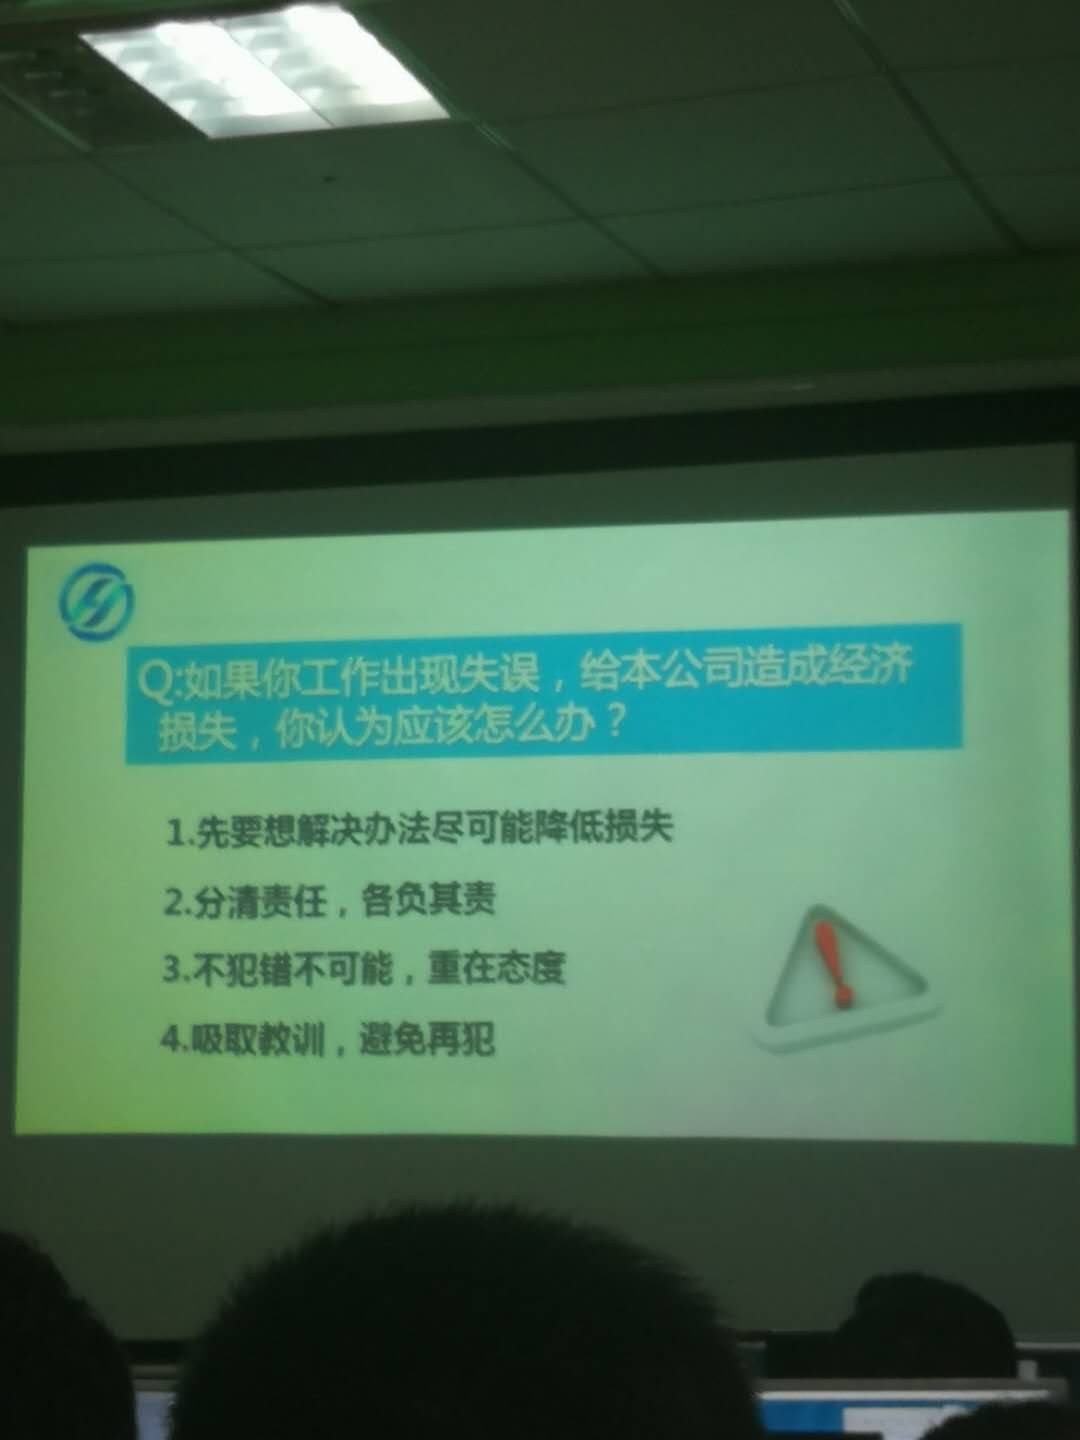 Q:如果你工作出现失误，给本公司造成经济
损失，你认为应该怎么办？
1.先要想解决办法尽可能降低损失
2.分清责任，各负其责
3.不犯错不可能，重在态度
4.吸取教训，避免再犯